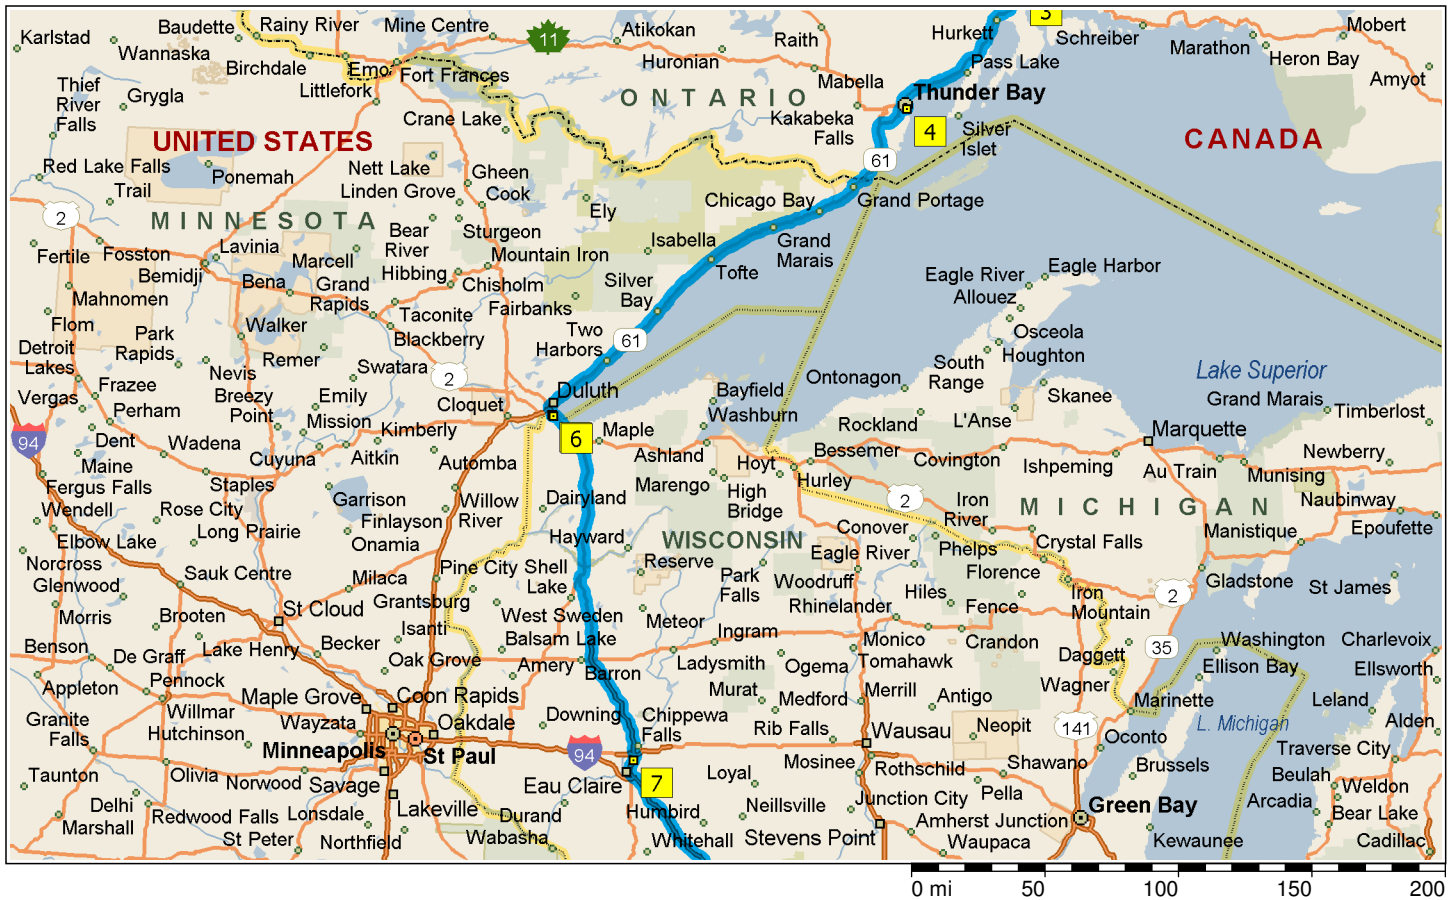 Karlstad
Baudette
Rainy River
Mine Centre
11
Atikokan
Raith
Hurkett
3
Schreiber
Mobert
Marathon
Heron Bay
Wannaska
Birchdale
Emo
Fort Frances
Huronian
Mabella
Pass Lake
Amyot
Thief
River
Falls
Grygla
Littlefork
ONTARIO
Thunder Bay
Kakabeka
Falls
4
Silver
Islet
Crane Lake
UNITED STATES
CANADA
61
Red Lake Falls
Trail
Ponemah
Nett Lake
Linden Grove
Gheen
Cook
Chicago Bay
Grand Portage
2
MINNESOTA
Ely
Bear
River
Sturgeon
Isabella
Grand
Marais
Fertile
Fosston
Lavinia
Bemidji
Marcell
Hibbing
Mountain Iron
Tofte
Eagle River
Eagle Harbor
Allouez
Mahnomen
Bena
Grand
Rapids
Chisholm
Fairbanks
Silver
Bay
Flom
Park
Rapids
Walker
Taconite
Blackberry
Two
Harbors
61
Osceola
Houghton
Detroit
Lakes
Remer
Swatara
Nevis
South
Range
Lake Superior
Vergas
Frazee
Breezy
Point
Emily
2
Duluth
Bayfield
Ontonagon
Skanee
Grand Marais
Perham
Mission
Cloquet
Washburn
Timberlost
94
Dent
Wadena
Kimberly
6
Maple
Rockland
L'Anse
Marquette
Maine
Cuyuna
Aitkin
Automba
Ashland
Hoyt
Bessemer
Covington
Ishpeming
Au Train
Newberry
Fergus Falls
Staples
Marengo
Hurley
Munising
Wendell
Rose City
Garrison
Willow
River
Dairyland
High
Bridge
2
Iron
River
MICHIGAN
Naubinway
Long Prairie
Finlayson
Onamia
Hayward
WISCONSIN
Conover
Manistique
Epoufette
Elbow Lake
Eagle River
Phelps
Crystal Falls
Norcross
Sauk Centre
Milaca
Pine City
Shell
Lake
Reserve
Park
Falls
Woodruff
Florence
Gladstone
St James
Glenwood
Grantsburg
Rhinelander
Hiles
Iron
Mountain
2
Morris
Brooten
St Cloud
West Sweden
Meteor
Fence
Isanti
Balsam Lake
Ingram
Monico
Crandon
35
Washington
Charlevoix
Benson
De Graff
Lake Henry
Becker
Oak Grove
Amery
Barron
Ladysmith
Ogema
Tomahawk
Daggett
Ellison Bay
Ellsworth
Appleton
Pennock
Maple Grove
Coon Rapids
Murat
Medford
Merrill
Antigo
Wagner
Marinette
Leland
Granite
Falls
Willmar
Hutchinson
Wayzata
Oakdale
Downing
Chippewa
Falls
Rib Falls
Wausau
Neopit
141
L. Michigan
Alden
Minneapolis
St Paul
94
Oconto
Traverse City
Taunton
Olivia
Norwood
Savage
Eau Claire
7
Loyal
Mosinee
Rothschild
Shawano
Brussels
Beulah
Weldon
Delhi
Marshall
Redwood Falls
Lonsdale
Lakeville
Durand
Humbird
Neillsville
Junction City
Pella
Green Bay
Arcadia
Bear Lake
Amherst Junction
St Peter
Northfield
Wabasha
Whitehall
Stevens Point
Waupaca
Kewaunee
Cadillac
0 mi
50
100
150
200